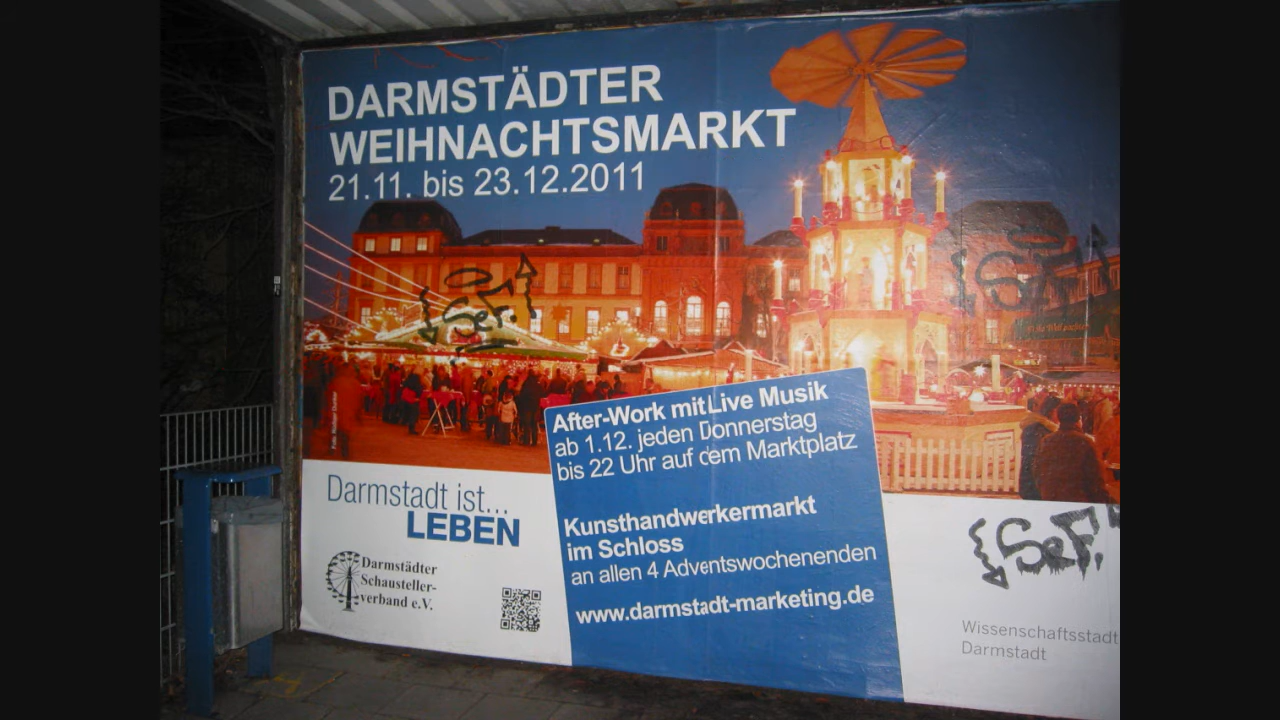 DARMSTÄDTER
WEIHNACHTSMARKT
21.11. bis 23.12.2011
SeF.
After-Work mit Live Musik
ab 1.12. jeden Donnerstag
bis 22 Uhr auf dem Marktplatz
Kunsthandwerkermarkt
im Schloss
an allen 4 Adventswochenenden
www.darmstadt-marketing.de
Darmstadt ist...
LEBEN
Darmstädter
Schausteller-
verband e.V.
SeF.
Wissenschaftsstadt
Darmstadt